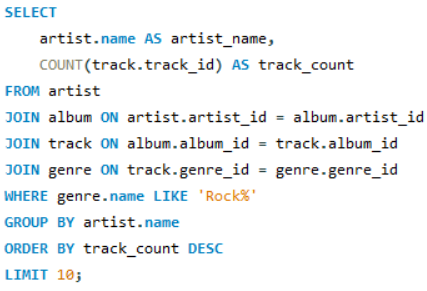 SELECT
    artist.name AS artist_name,
    COUNT(track.track_id) AS track_count
FROM artist
JOIN album ON artist.artist_id = album.artist_id
JOIN track ON album.album_id = track.album_id
JOIN genre ON track.genre_id = genre.genre_id
WHERE genre.name LIKE 'Rock%'
GROUP BY artist.name
ORDER BY track_count DESC
LIMIT 10;